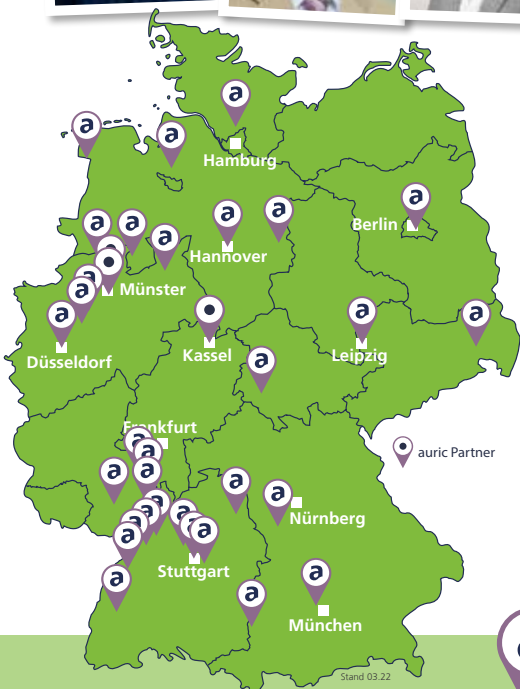 Hamburg
Berlin
Hannover
Münster
Düsseldorf
Kassel
Leipzig
Frankfurt
auric Partner
Nürnberg
Stuttgart
München
Stand 03.22